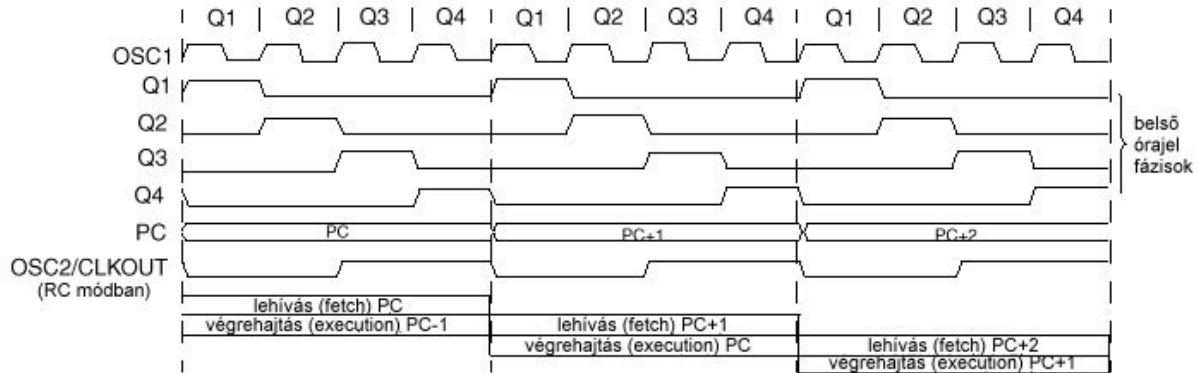 Q1 | Q2 | Q3 | Q4 | Q1 | Q2 | Q3 | Q4 | Q1 | Q2 | Q3 | Q4
OSC1
Q1
Q2
Q3
Q4
belső
órajel
fázisok
PC PC PC+1 PC+2
OSC2/CLKOUT
(RC módban)
lehívás (fetch) PC
végrehajtás (execution) PC-1 lehívás (fetch) PC+1
végrehajtás (execution) PC lehívás (fetch) PC+2
végrehajtás (execution) PC+1